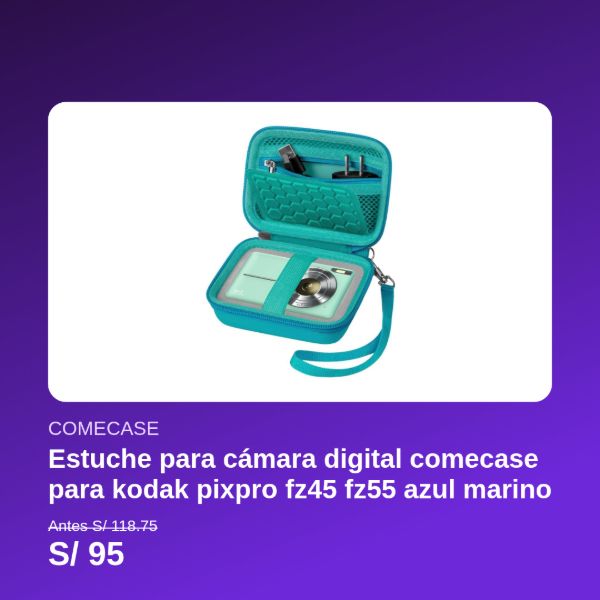 COMECASE
Estuche para cámara digital comecase
para kodak pixpro fz45 fz55 azul marino
Antes S/ 118.75
S/ 95